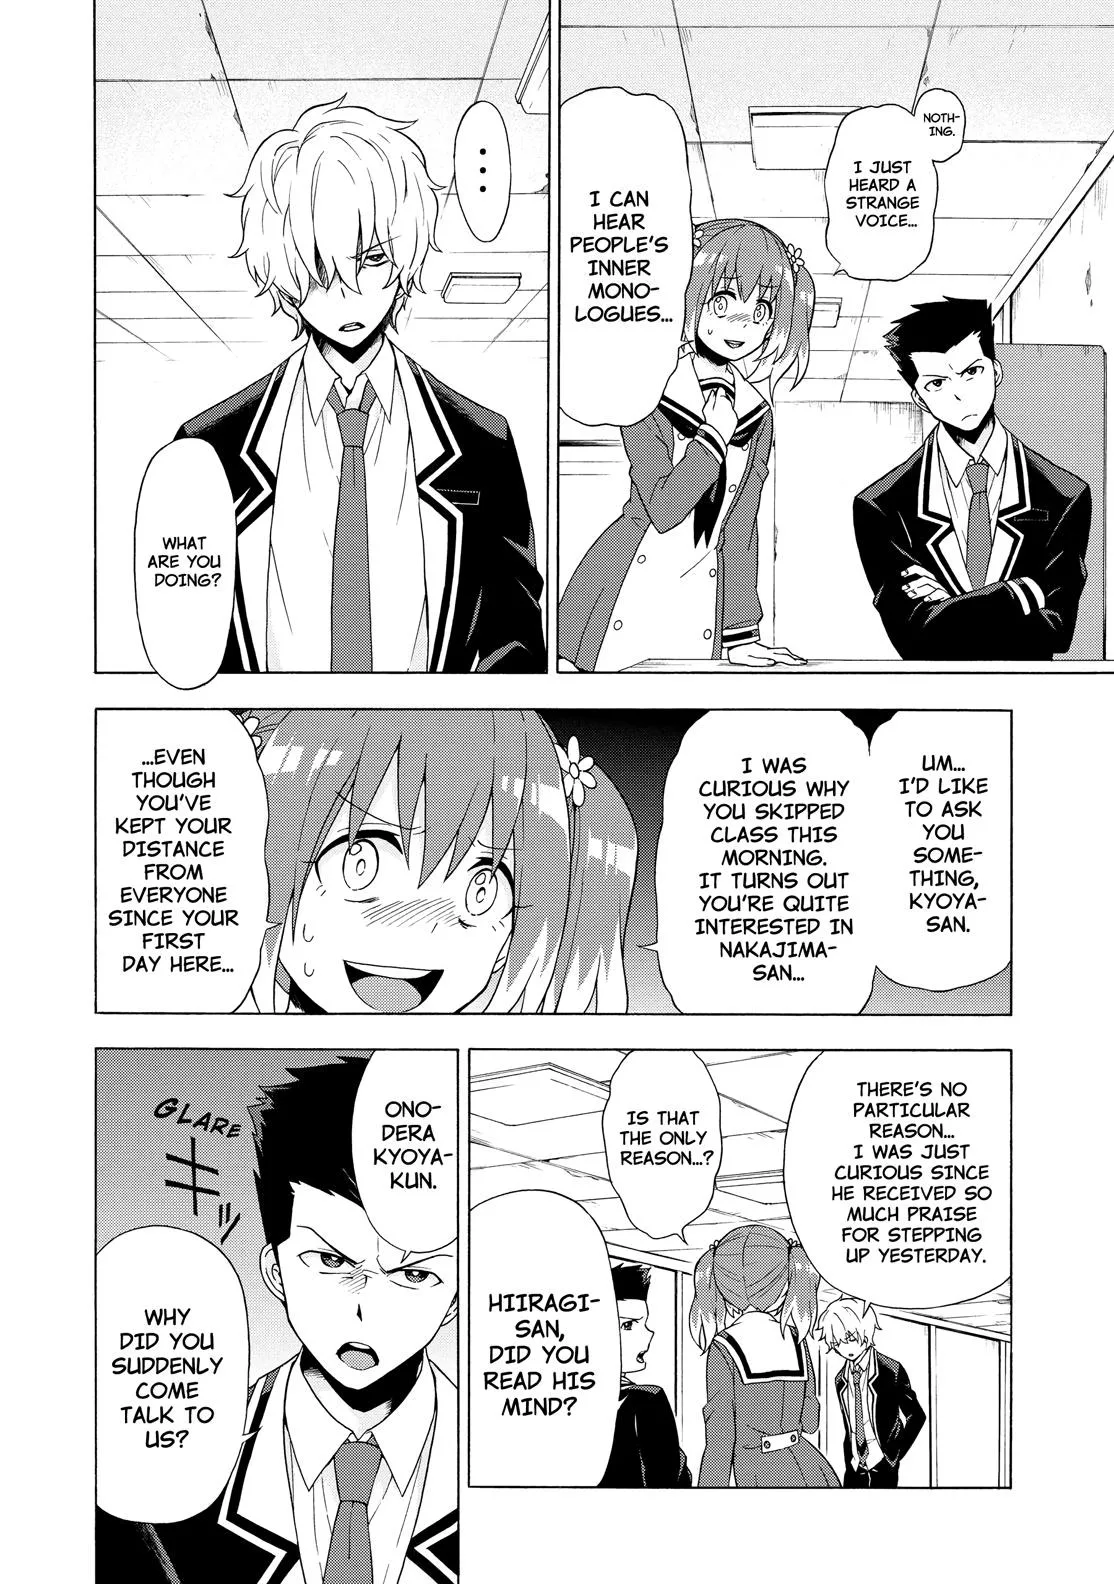 NOTH-
ING.
I JUST
HEARD A
STRANGE
VOICE...
I CAN
HEAR
PEOPLE'S
INNER
MONO-
LOGUES...
...
WHAT
ARE YOU
DOING?
UM...
I'D LIKE
TO ASK
YOU
SOME-
THING,
KYOYA-
SAN.
I WAS
CURIOUS WHY
YOU SKIPPED
CLASS THIS
MORNING.
IT TURNS OUT
YOU'RE QUITE
INTERESTED IN
NAKAJIMA-
SAN...
...EVEN
THOUGH
YOU'VE
KEPT YOUR
DISTANCE
FROM
EVERYONE
SINCE YOUR
FIRST
DAY HERE...
THERE'S NO
PARTICULAR
REASON...
I WAS JUST
CURIOUS SINCE
HE RECEIVED SO
MUCH PRAISE
FOR STEPPING
UP YESTERDAY.
IS THAT
THE ONLY
REASON...?
HIIRAGI-
SAN,
DID YOU
READ HIS
MIND?
ONO-
DERA
KYOYA-
KUN.
GLARE
キッ
WHY
DID YOU
SUDDENLY
COME
TALK TO
US?